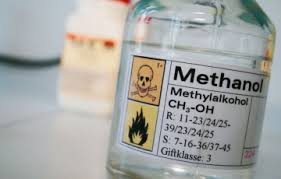 Methanol
Methylalkohol
CH₃-OH
R: 11-23/24/25-
39/23/24/25
S: 7-16-36/37-45
Giftklasse: 3